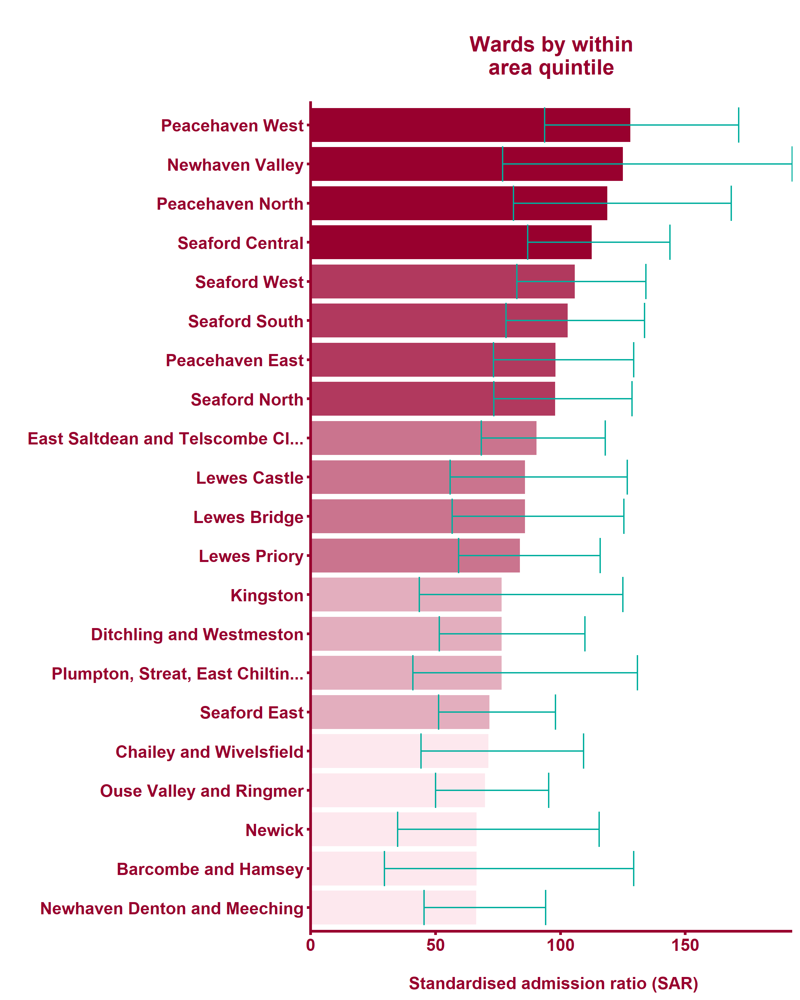 Wards by within
area quintile
Peacehaven West
Newhaven Valley
Peacehaven North
Seaford Central
Seaford West
Seaford South
Peacehaven East
Seaford North
East Saltdean and Telscombe Cl...
Lewes Castle
Lewes Bridge
Lewes Priory
Kingston
Ditchling and Westmeston
Plumpton, Streat, East Chiltin...
Seaford East
Chailey and Wivelsfield
Ouse Valley and Ringmer
Newick
Barcombe and Hamsey
Newhaven Denton and Meeching
0 50 100 150
Standardised admission ratio (SAR)